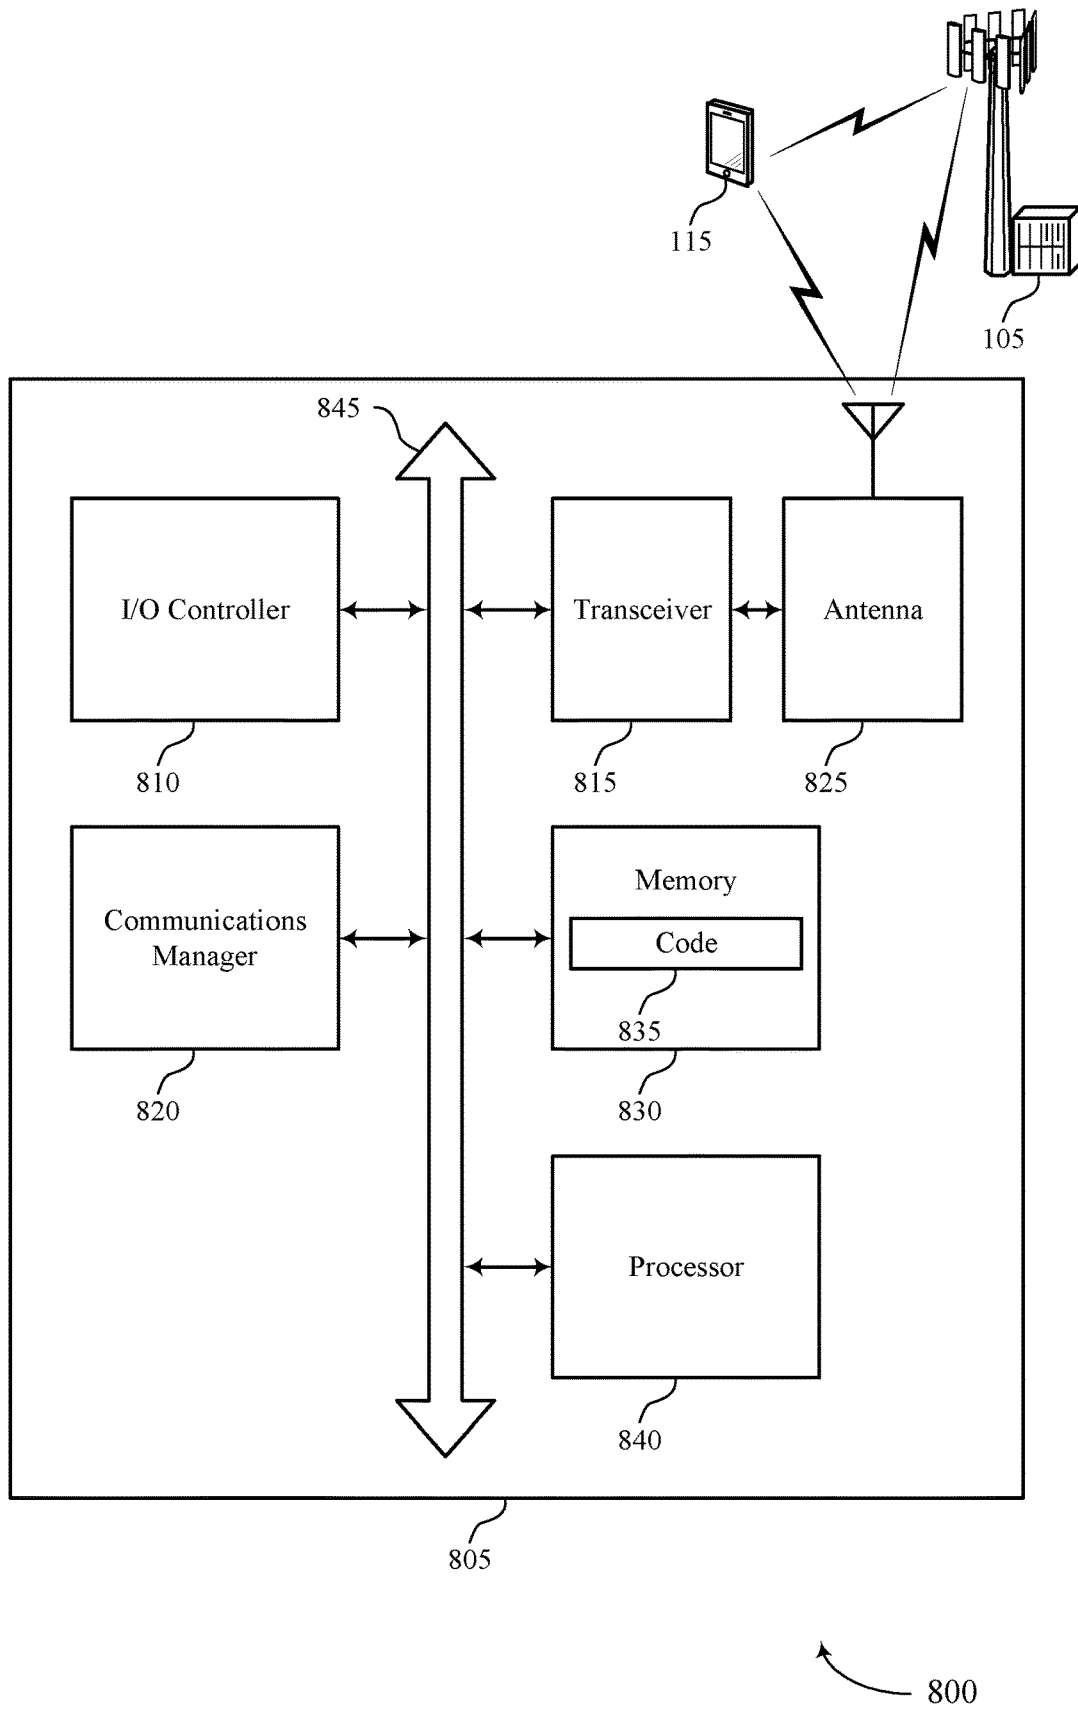 115
105
845
I/O Controller
Transceiver
Antenna
810
815
825
Communications
Manager
Memory
Code
835
820
830
Processor
840
805
800